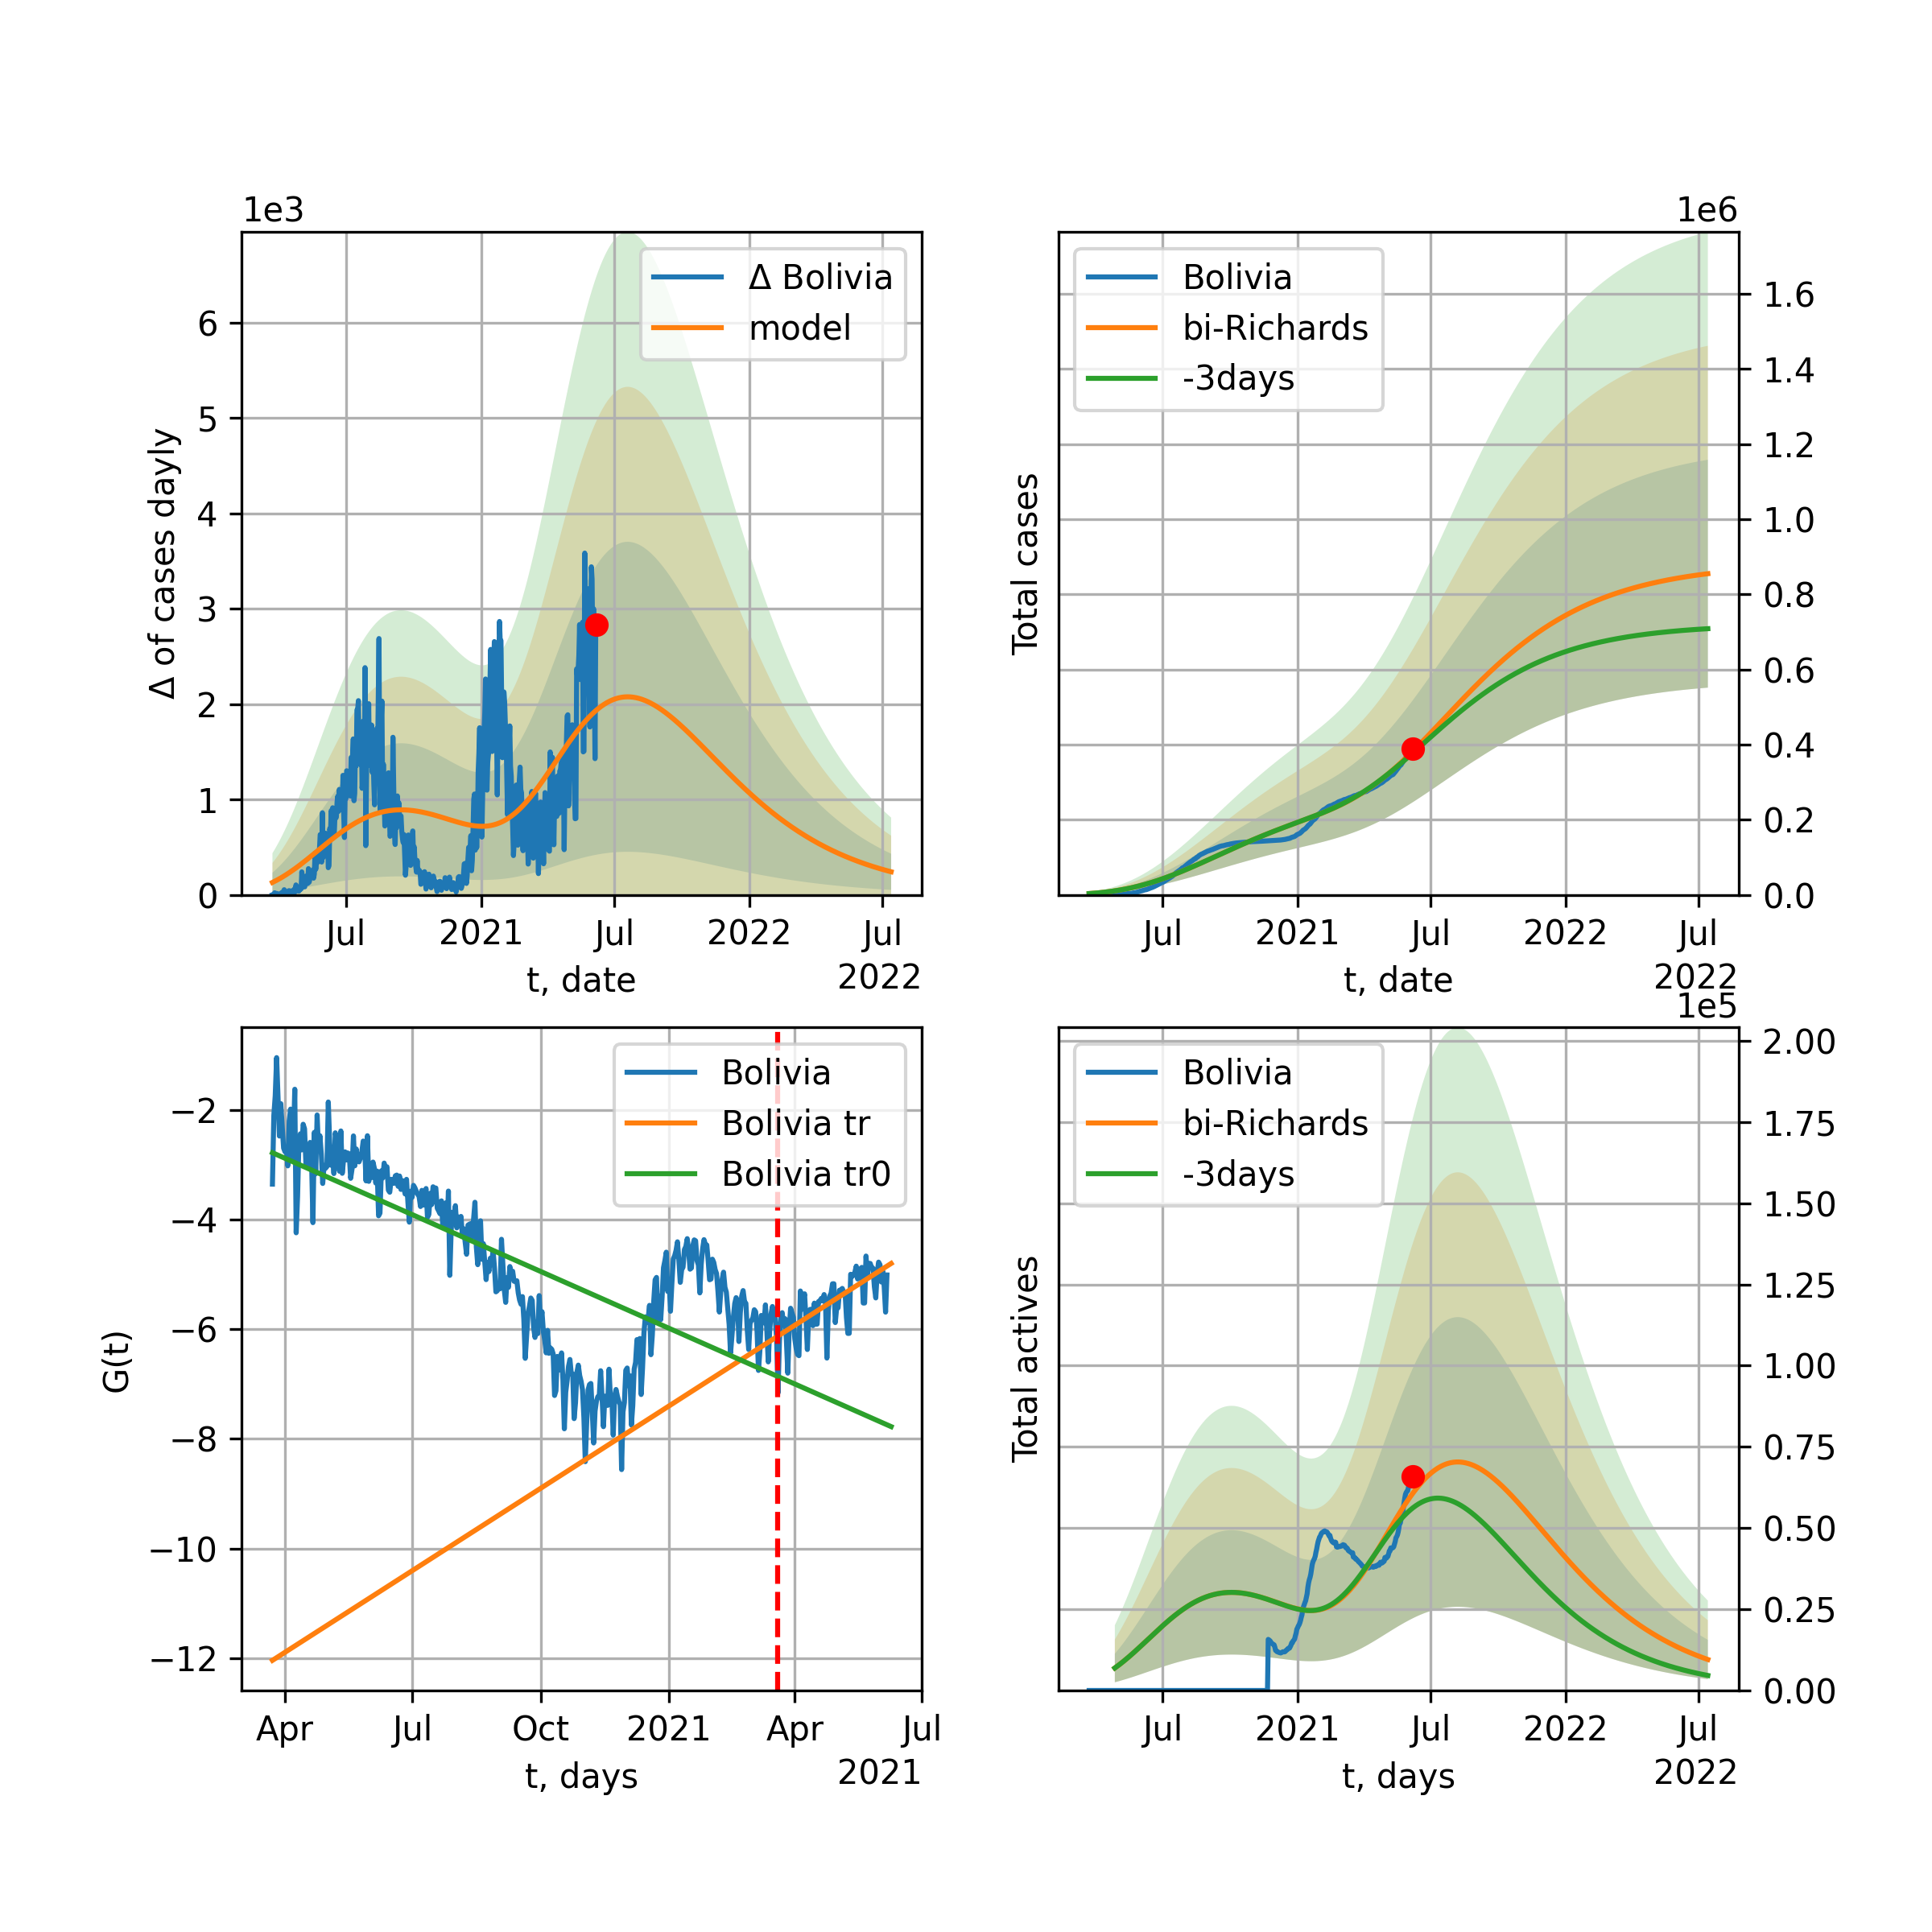 1e3
Δ of cases dayly
6
5
4
3
2
1
0
Δ Bolivia
model
Jul
2021
Jul
2022
Jul
2022
t, date
1e6
Total cases
Bolivia
bi-Richards
-3days
1.6
1.4
1.2
1.0
0.8
0.6
0.4
0.2
0.0
Jul
2021
Jul
2022
Jul
2022
t, date
G(t)
−2
−4
−6
−8
−10
−12
Bolivia
Bolivia tr
Bolivia tr0
Apr
Jul
Oct
2021
Apr
Jul
2021
t, days
1e5
Total actives
Bolivia
bi-Richards
-3days
2.00
1.75
1.50
1.25
1.00
0.75
0.50
0.25
0.00
Jul
2021
Jul
2022
Jul
2022
t, days